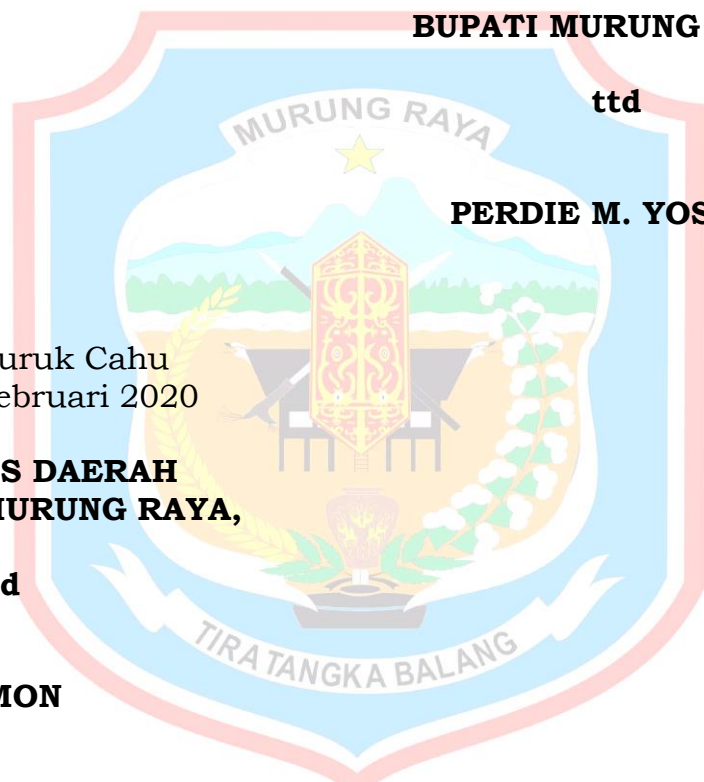 BUPATI MURUNG
ttd
MURUNG RAYA
PERDIE M. YOS
uruk Cahu
ebruari 2020
S DAERAH
MURUNG RAYA,
d
MON
TIRA TANGKA BALANG